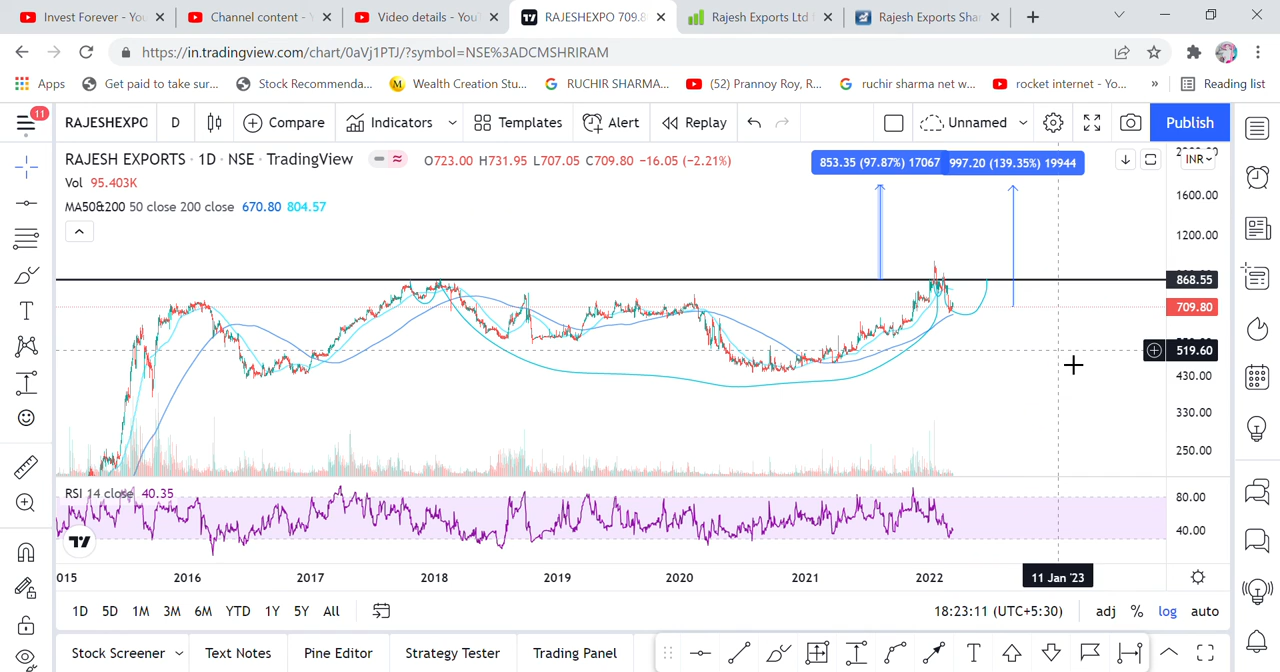 Invest Forever - You
Channel content -
Video details - You
RAJESHEXPO 709.8
Rajesh Exports Ltd
Rajesh Exports Sha
https://in.tradingview.com/chart/0aVj1PTJ/?symbol=NSE%3ADCMSHRIRAM
Apps
Get paid to take sur...
Stock Recommenda...
Wealth Creation Stu...
RUCHIR SHARMA...
(52) Prannoy Roy, R...
ruchir sharma net w...
rocket internet - Yo...
»
Reading list
11
RAJESHEXPO
D
Compare
Indicators
Templates
Alert
Replay
Unnamed
Publish
RAJESH EXPORTS · 1D · NSE · TradingView
O723.00 H731.95 L707.05 C709.80 −16.05 (−2.21%)
Vol 95.403K
MA50&200 50 close 200 close 670.80 804.57
853.35 (97.87%) 17067
997.20 (139.35%) 19944
INR
1600.00
1200.00
868.55
709.80
519.60
430.00
330.00
250.00
RSI 14 close 40.35
80.00
40.00
2015
2016
2017
2018
2019
2020
2021
2022
11 Jan '23
1D 5D 1M 3M 6M YTD 1Y 5Y All
18:23:11 (UTC+5:30)
adj % log auto
Stock Screener
Text Notes
Pine Editor
Strategy Tester
Trading Panel